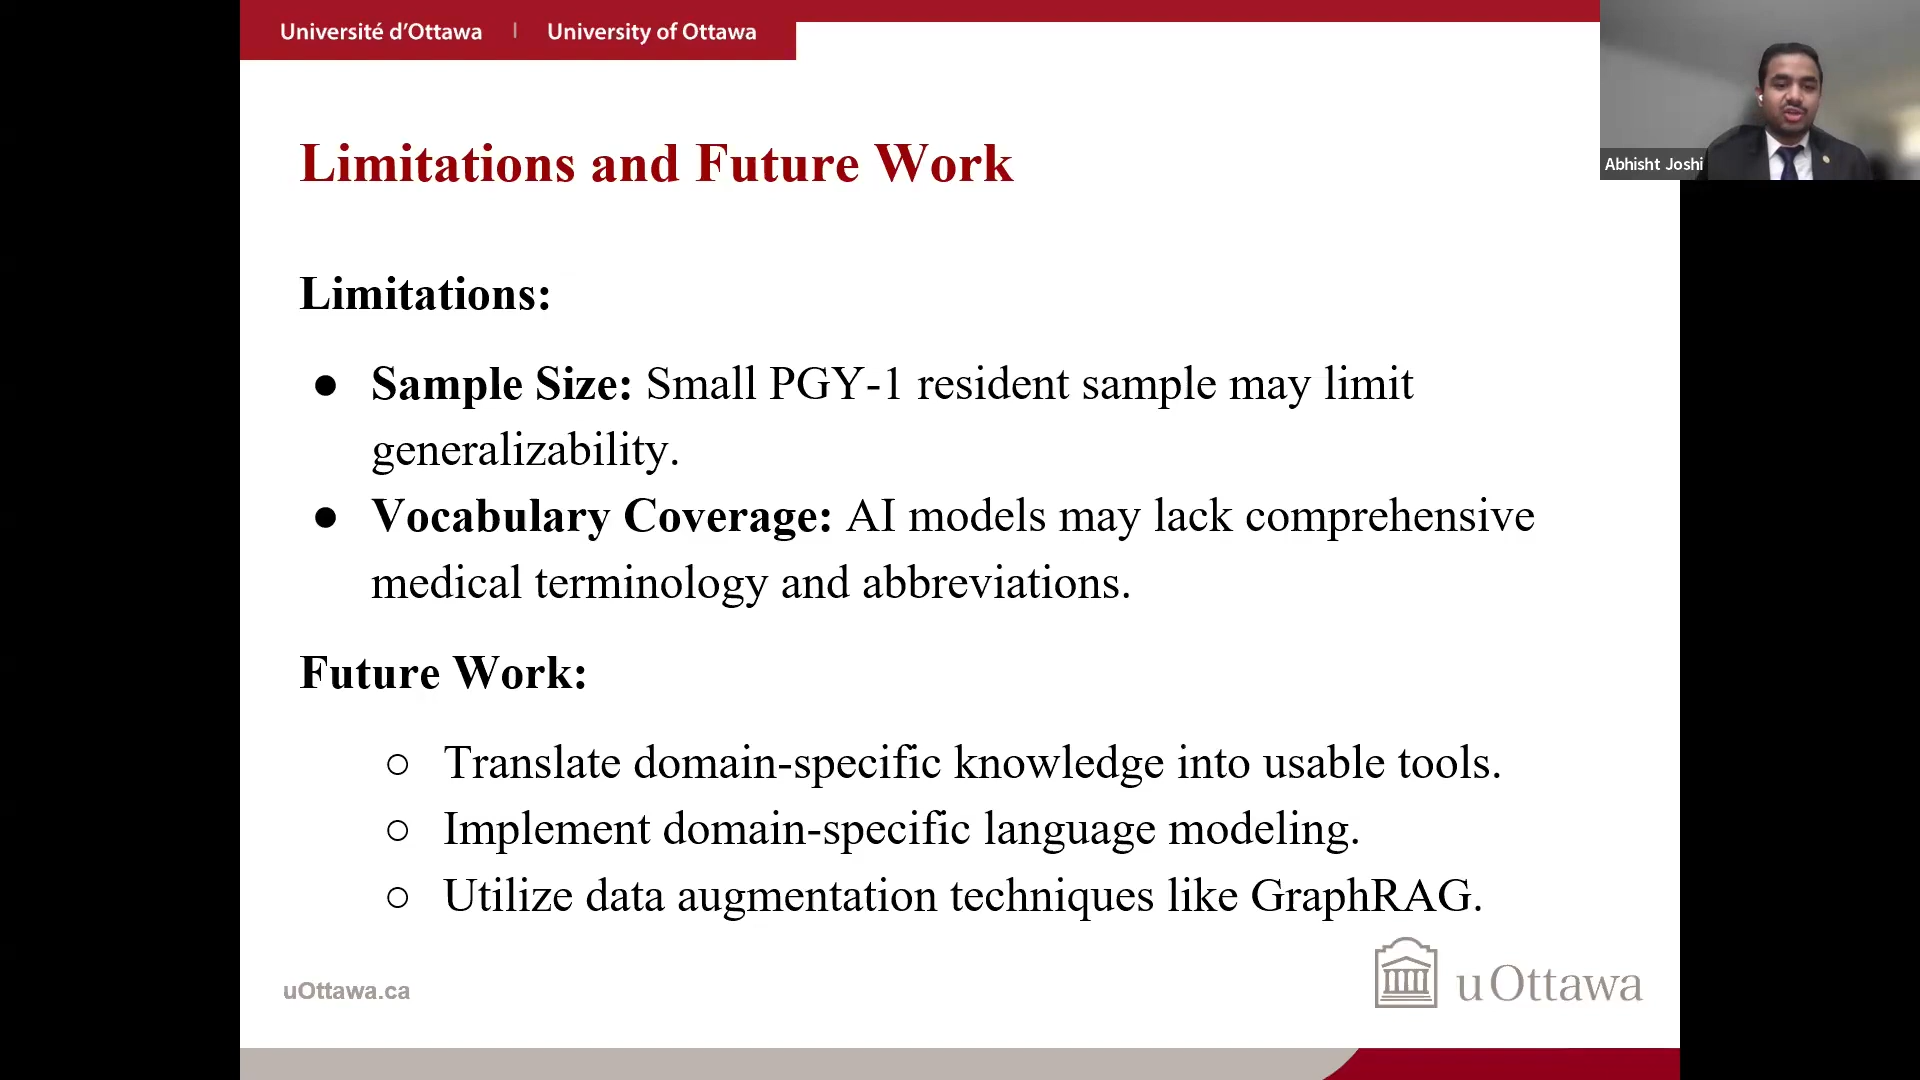 Université d'Ottawa | University of Ottawa
Abhisht Joshi
Limitations and Future Work
Limitations:
● Sample Size: Small PGY-1 resident sample may limit
generalizability.
● Vocabulary Coverage: AI models may lack comprehensive
medical terminology and abbreviations.
Future Work:
○ Translate domain-specific knowledge into usable tools.
○ Implement domain-specific language modeling.
○ Utilize data augmentation techniques like GraphRAG.
uOttawa.ca
uOttawa